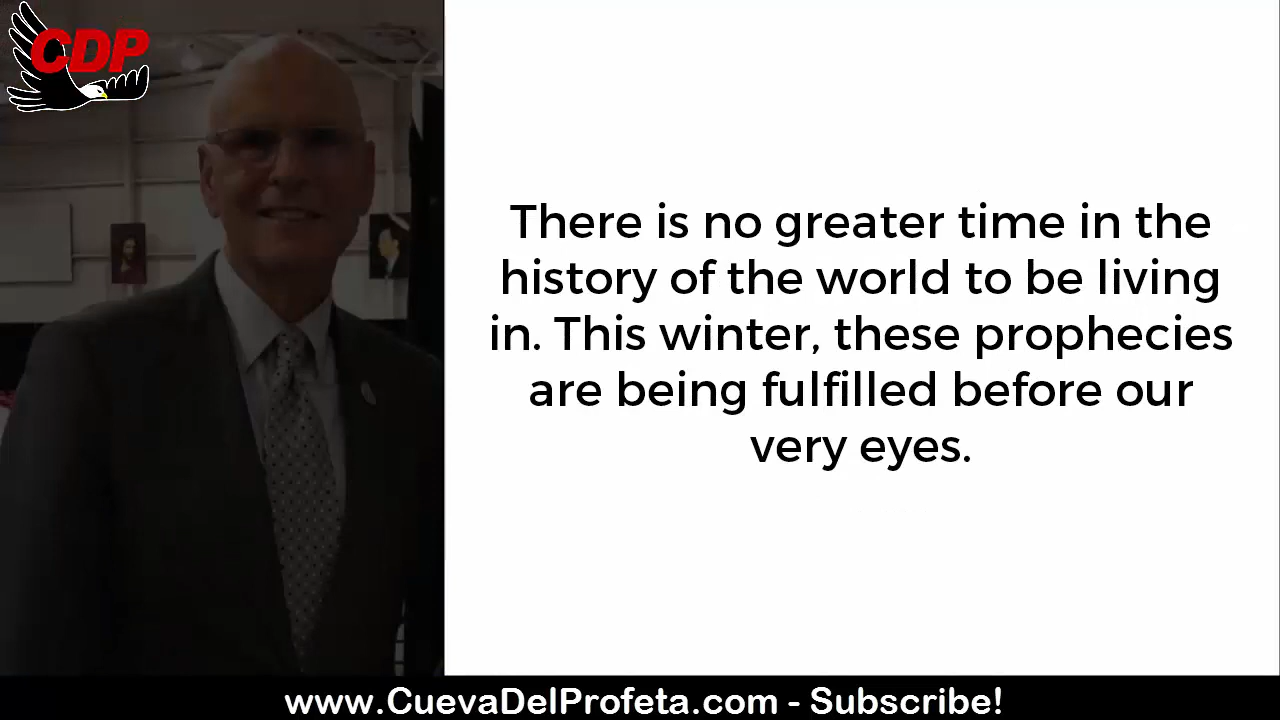 CDP
There is no greater time in the
history of the world to be living
in. This winter, these prophecies
are being fulfilled before our
very eyes.
www.CuevaDelProfeta.com - Subscribe!